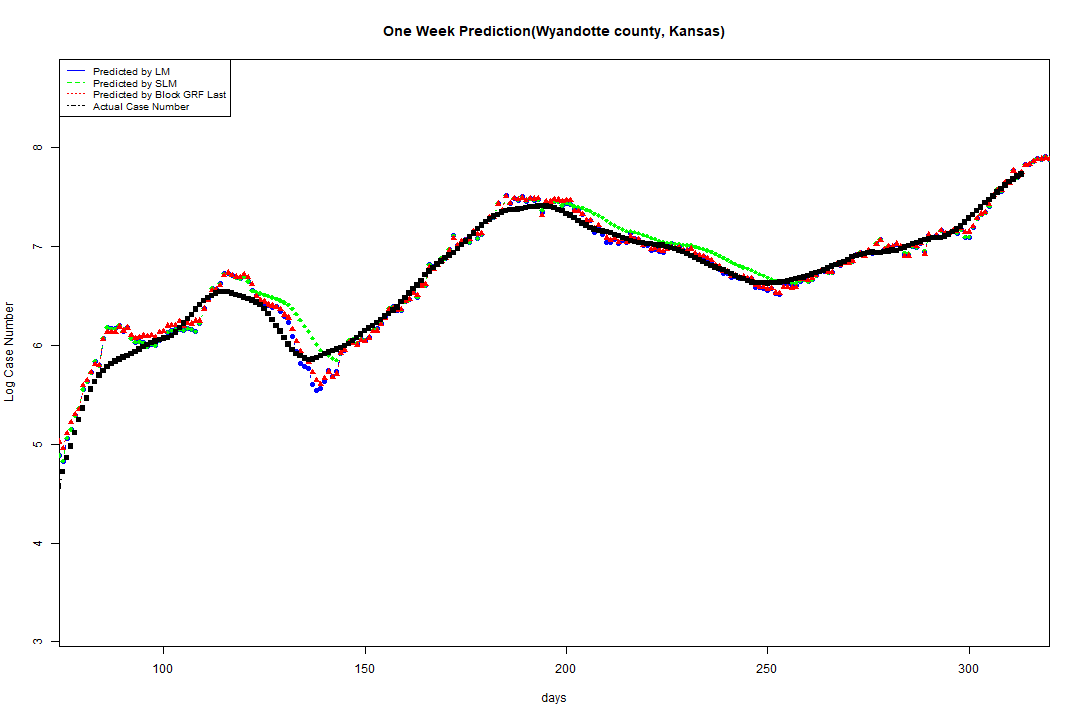 One Week Prediction(Wyandotte county, Kansas)
Predicted by LM
Predicted by SLM
Predicted by Block GRF Last
Actual Case Number
Log Case Number
8
7
6
5
4
3
100 150 200 250 300
days